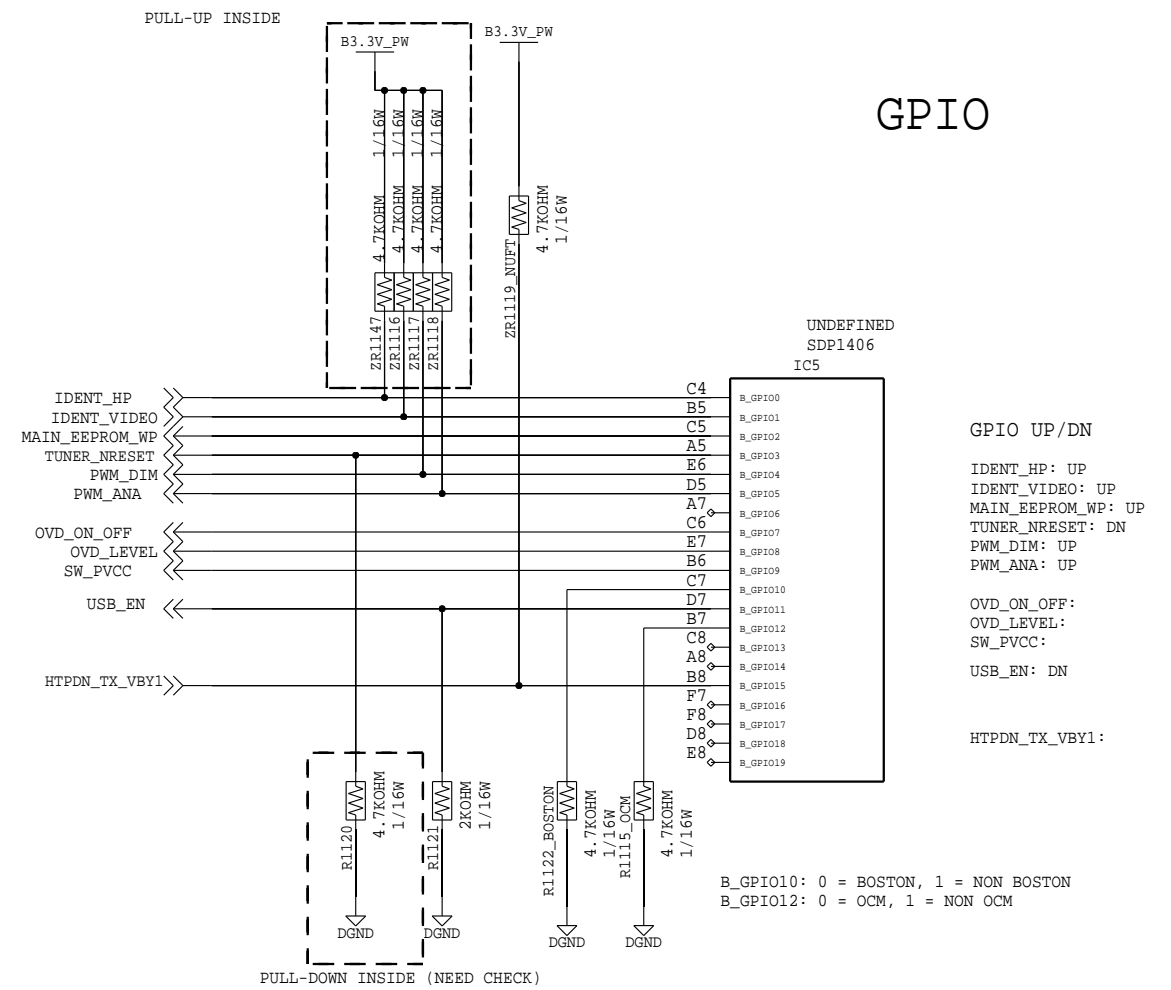 PULL-UP INSIDE
B3.3V_PW
B3.3V_PW
GPIO
1/16W
1/16W
1/16W
1/16W
4.7KOHM
4.7KOHM
4.7KOHM
4.7KOHM
4.7KOHM
1/16W
ZR1119_NUFT
ZR1147
ZR1116
ZR1117
ZR1118
UNDEFINED
SDP1406
IC5
IDENT_HP
IDENT_VIDEO
MAIN_EEPROM_WP
TUNER_NRESET
PWM_DIM
PWM_ANA
OVD_ON_OFF
OVD_LEVEL
SW_PVCC
USB_EN
HTPDN_TX_VBY1
C4 B_GPIO0
B5 B_GPIO1
C5 B_GPIO2
A5 B_GPIO3
E6 B_GPIO4
D5 B_GPIO5
A7 B_GPIO6
C6 B_GPIO7
E7 B_GPIO8
B6 B_GPIO9
C7 B_GPIO10
D7 B_GPIO11
B7 B_GPIO12
C8 B_GPIO13
A8 B_GPIO14
B8 B_GPIO15
F7 B_GPIO16
F8 B_GPIO17
D8 B_GPIO18
E8 B_GPIO19
GPIO UP/DN
IDENT_HP: UP
IDENT_VIDEO: UP
MAIN_EEPROM_WP: UP
TUNER_NRESET: DN
PWM_DIM: UP
PWM_ANA: UP
OVD_ON_OFF:
OVD_LEVEL:
SW_PVCC:
USB_EN: DN
HTPDN_TX_VBY1:
R1120
4.7KOHM
1/16W
R1121
2KOHM
1/16W
R1122_BOSTON
4.7KOHM
1/16W
R1115_OCM
4.7KOHM
1/16W
DGND
DGND
DGND
DGND
B_GPIO10: 0 = BOSTON, 1 = NON BOSTON
B_GPIO12: 0 = OCM, 1 = NON OCM
PULL-DOWN INSIDE (NEED CHECK)